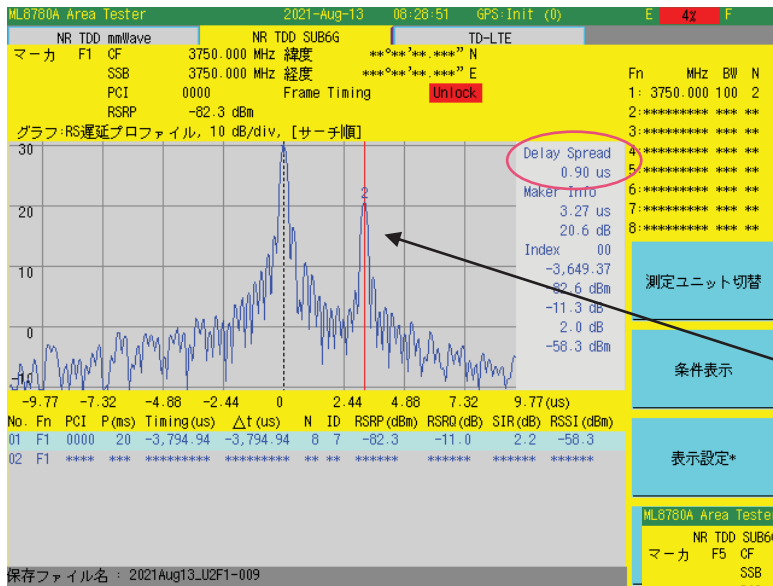 ML8780A Area Tester 2021-Aug-13 08:28:51 GPS:Init (0) E 4% F
NR TDD mmWave NR TDD SUB6G TD-LTE
マーカ F1 CF 3750.000 MHz 緯度 **°**'**.***" N
SSB 3750.000 MHz 経度 ***°**'**.***" E
PCI 0000 Frame Timing Unlock
RSRP -82.3 dBm
グラフ:RS遅延プロファイル, 10 dB/div, [サーチ順]
Fn MHz BW N
1: 3750.000 100 2
2:********* *** **
3:********* *** **
4:********* *** **
5:********* *** **
6:********* *** **
7:********* *** **
8:********* *** **
30
20
10
0
-10
2
Delay Spread
0.90 us
Maker Info
3.27 us
20.6 dB
Index 00
-3,649.37
-82.6 dBm
-11.3 dB
2.0 dB
-58.3 dBm
-9.77 -7.32 -4.88 -2.44 0 2.44 4.88 7.32 9.77(us)
No. Fn PCI P(ms) Timing(us) △t(us) N ID RSRP(dBm) RSRQ(dB) SIR(dB) RSSI(dBm)
01 F1 0000 20 -3,794.94 -3,794.94 8 7 -82.3 -11.0 2.2 -58.3
02 F1 **** *** ********* ********* ** ** ****** ****** ***** ******
保存ファイル名 : 2021Aug13_U2F1-009
測定ユニット切替
条件表示
表示設定*
ML8780A Area Tester
NR TDD SUB6G
マーカ F5 CF
SSB